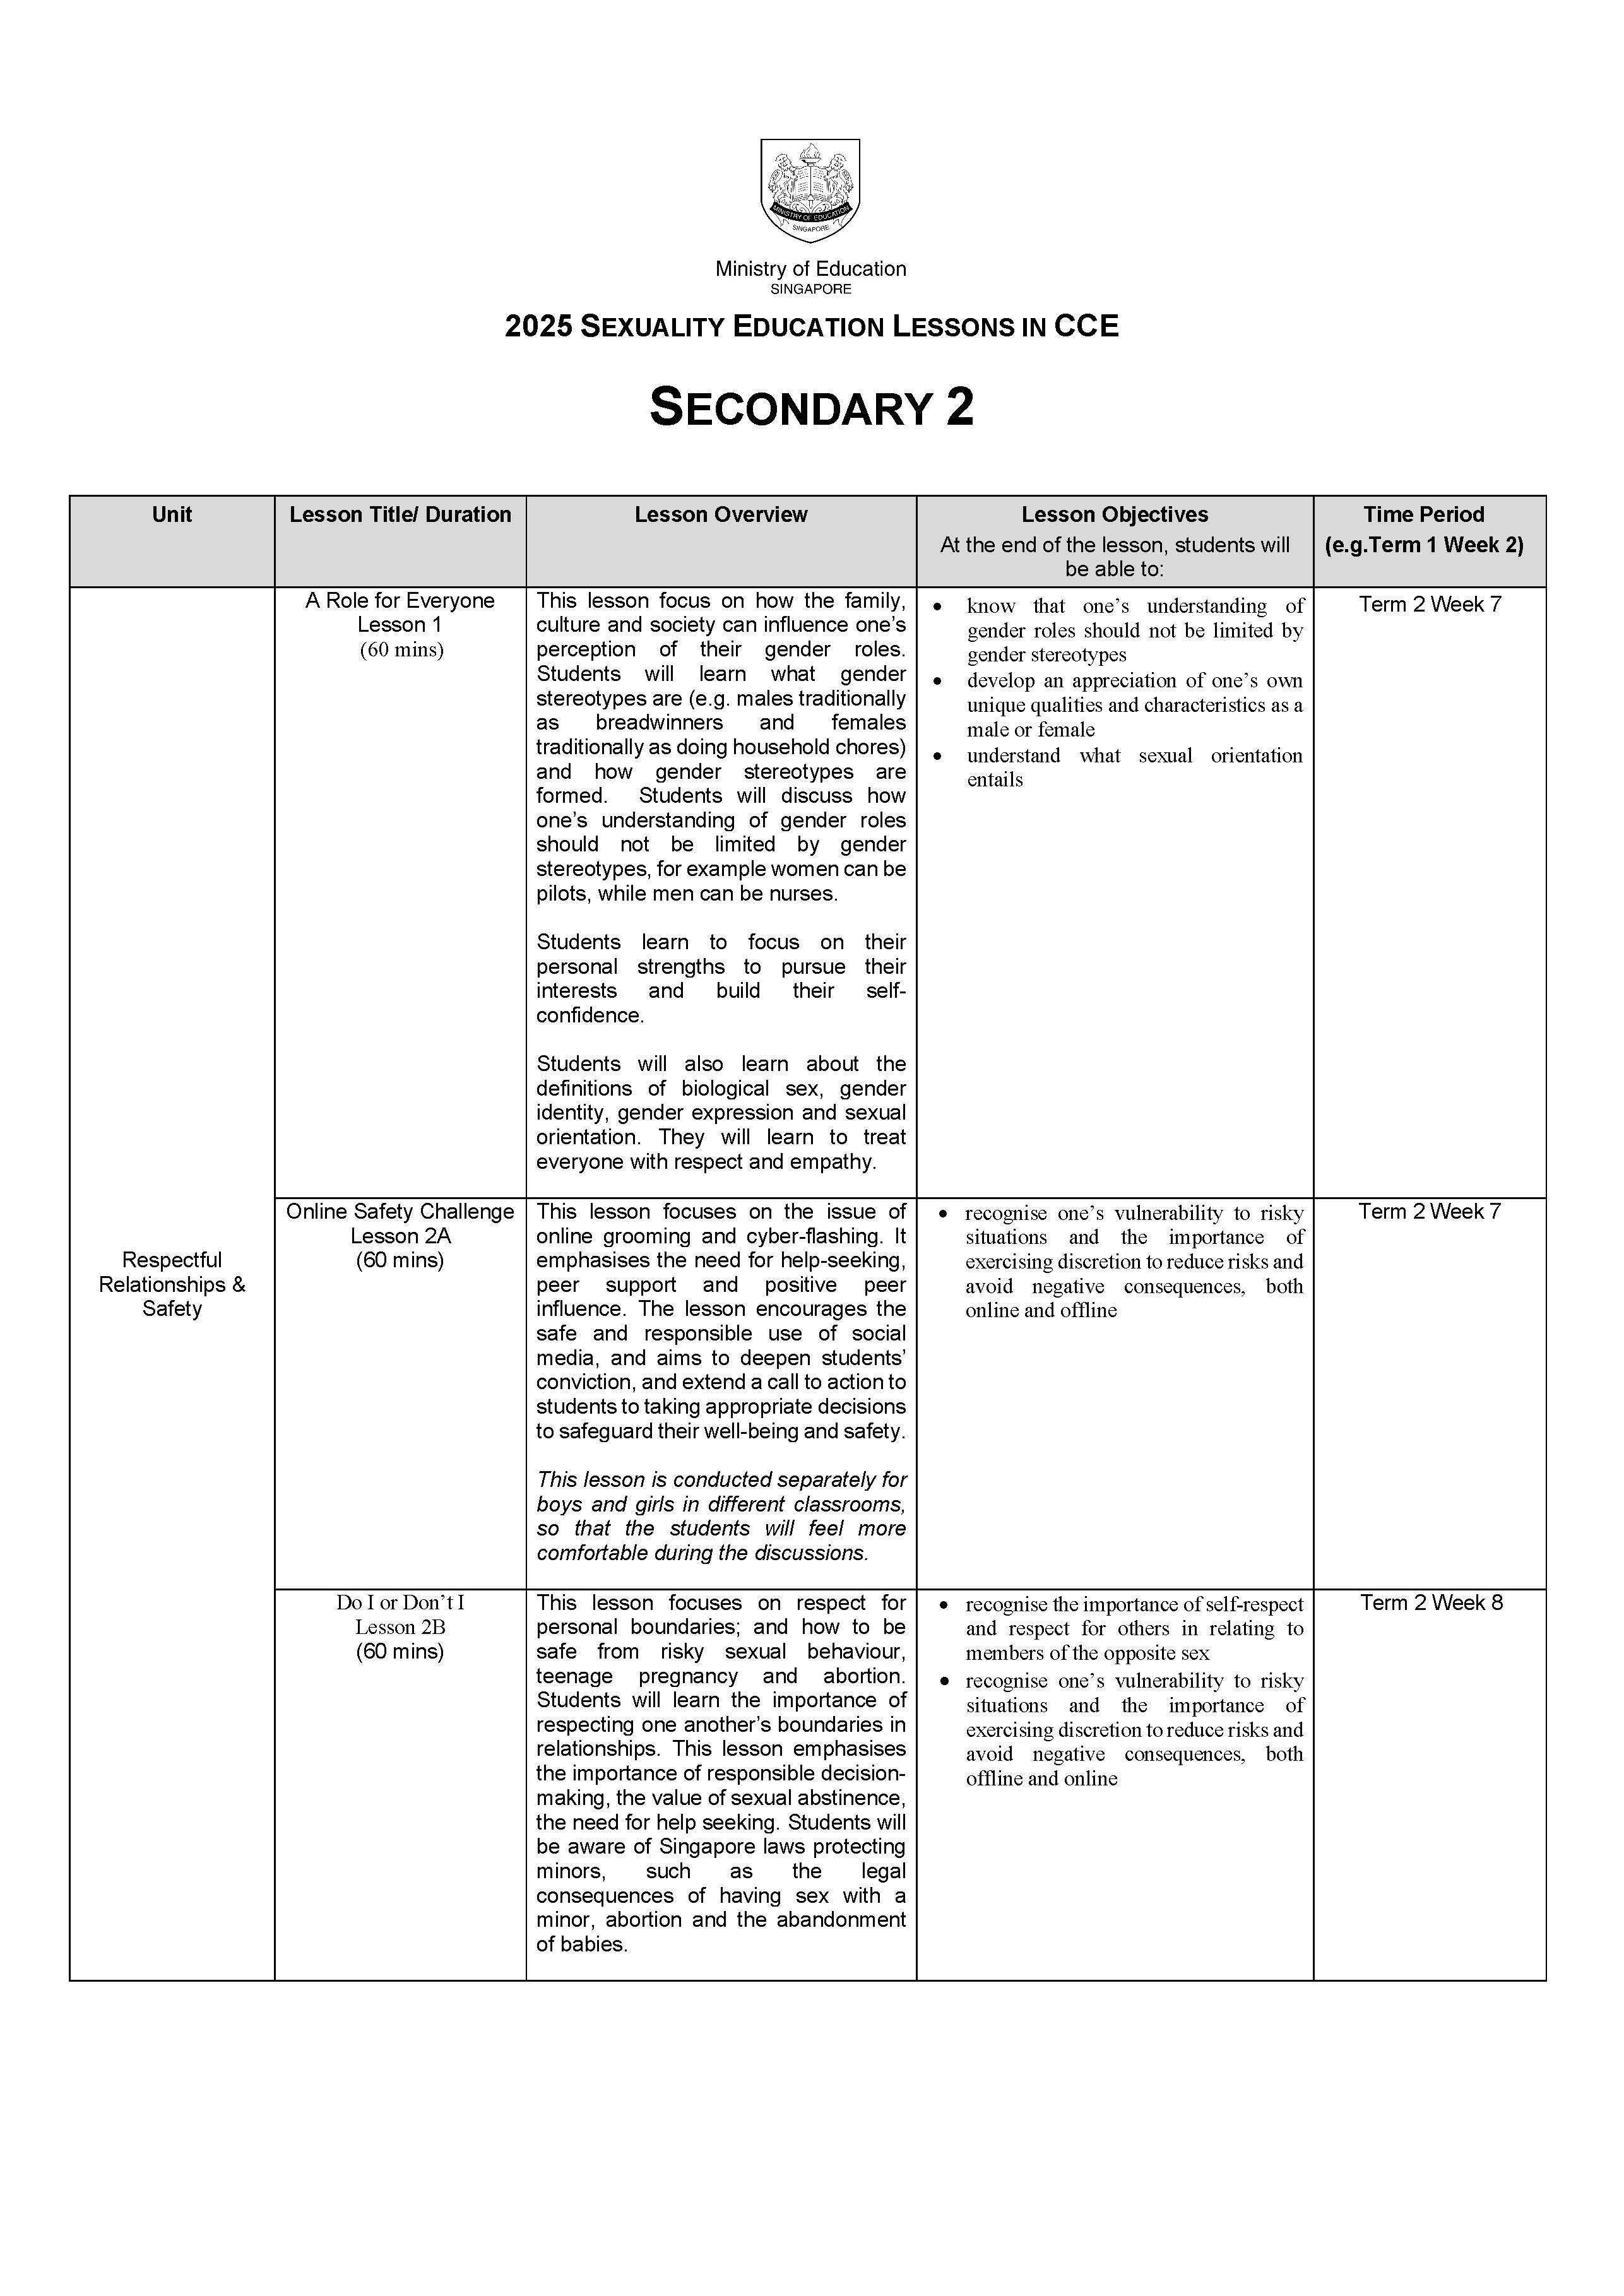 MINISTRY OF EDUCATION
SINGAPORE
Ministry of Education
SINGAPORE
2025 SEXUALITY EDUCATION LESSONS IN CCE
SECONDARY 2
Unit
Lesson Title/ Duration
Lesson Overview
Lesson Objectives
At the end of the lesson, students will
be able to:
Time Period
(e.g.Term 1 Week 2)
Respectful
Relationships &
Safety
A Role for Everyone
Lesson 1
(60 mins)
This lesson focus on how the family,
culture and society can influence one’s
perception of their gender roles.
Students will learn what gender
stereotypes are (e.g. males traditionally
as breadwinners and females
traditionally as doing household chores)
and how gender stereotypes are
formed. Students will discuss how
one’s understanding of gender roles
should not be limited by gender
stereotypes, for example women can be
pilots, while men can be nurses.
Students learn to focus on their
personal strengths to pursue their
interests and build their self-
confidence.
Students will also learn about the
definitions of biological sex, gender
identity, gender expression and sexual
orientation. They will learn to treat
everyone with respect and empathy.
• know that one’s understanding of
gender roles should not be limited by
gender stereotypes
• develop an appreciation of one’s own
unique qualities and characteristics as a
male or female
• understand what sexual orientation
entails
Term 2 Week 7
Online Safety Challenge
Lesson 2A
(60 mins)
This lesson focuses on the issue of
online grooming and cyber-flashing. It
emphasises the need for help-seeking,
peer support and positive peer
influence. The lesson encourages the
safe and responsible use of social
media, and aims to deepen students’
conviction, and extend a call to action to
students to taking appropriate decisions
to safeguard their well-being and safety.
This lesson is conducted separately for
boys and girls in different classrooms,
so that the students will feel more
comfortable during the discussions.
• recognise one’s vulnerability to risky
situations and the importance of
exercising discretion to reduce risks and
avoid negative consequences, both
online and offline
Term 2 Week 7
Do I or Don’t I
Lesson 2B
(60 mins)
This lesson focuses on respect for
personal boundaries; and how to be
safe from risky sexual behaviour,
teenage pregnancy and abortion.
Students will learn the importance of
respecting one another’s boundaries in
relationships. This lesson emphasises
the importance of responsible decision-
making, the value of sexual abstinence,
the need for help seeking. Students will
be aware of Singapore laws protecting
minors, such as the legal
consequences of having sex with a
minor, abortion and the abandonment
of babies.
• recognise the importance of self-respect
and respect for others in relating to
members of the opposite sex
• recognise one’s vulnerability to risky
situations and the importance of
exercising discretion to reduce risks and
avoid negative consequences, both
offline and online
Term 2 Week 8